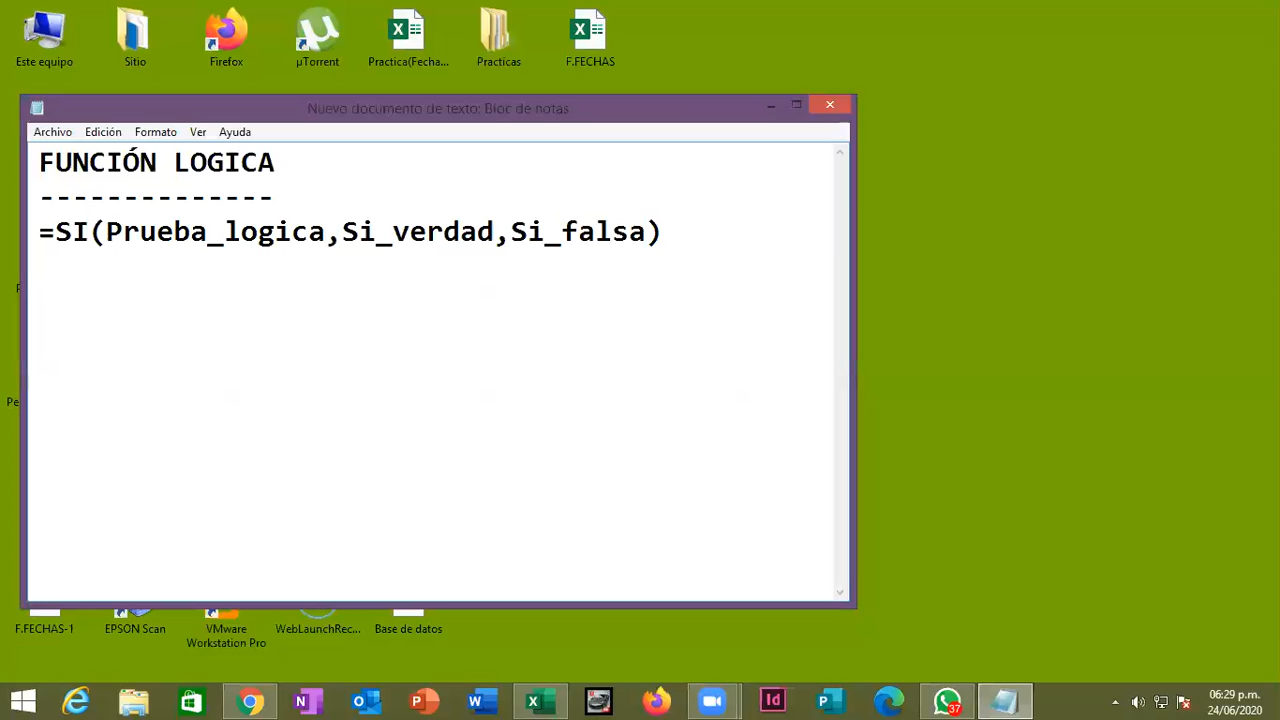 Este equipo
Sitio
Firefox
µTorrent
Practica(Fecha...
Practicas
F.FECHAS
Nuevo documento de texto: Bloc de notas
Archivo Edición Formato Ver Ayuda
FUNCIÓN LOGICA
--------------
=SI(Prueba_logica,Si_verdad,Si_falsa)
F.FECHAS-1
EPSON Scan
VMware
Workstation Pro
WebLaunchRec...
Base de datos
37
06:29 p.m.
24/06/2020